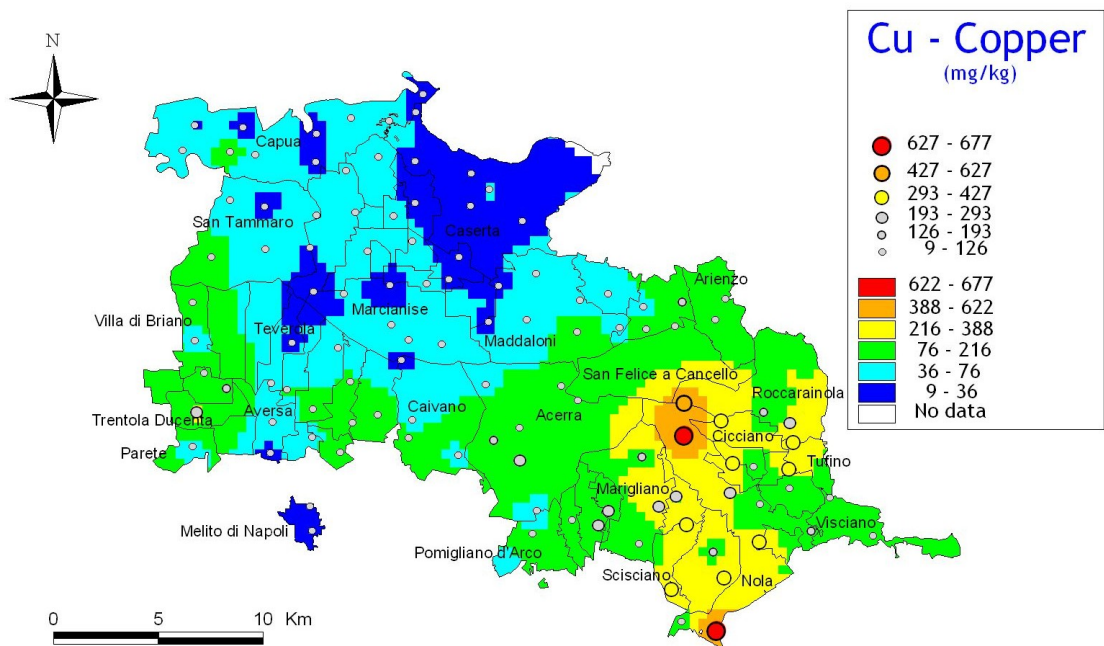 N
Cu - Copper
(mg/kg)
627 - 677
427 - 627
293 - 427
193 - 293
126 - 193
9 - 126
622 - 677
388 - 622
216 - 388
76 - 216
36 - 76
9 - 36
No data
Capua
San Tammaro
Caserta
Arienzo
Villa di Briano
Teverola
Marcianise
Maddaloni
San Felice a Cancello
Roccarainola
Trentola Ducenta
Aversa
Caivano
Acerra
Cicciano
Parete
Tufino
Marigliano
Melito di Napoli
Visciano
Pomigliano d'Arco
Scisciano
Nola
0 5 10 Km